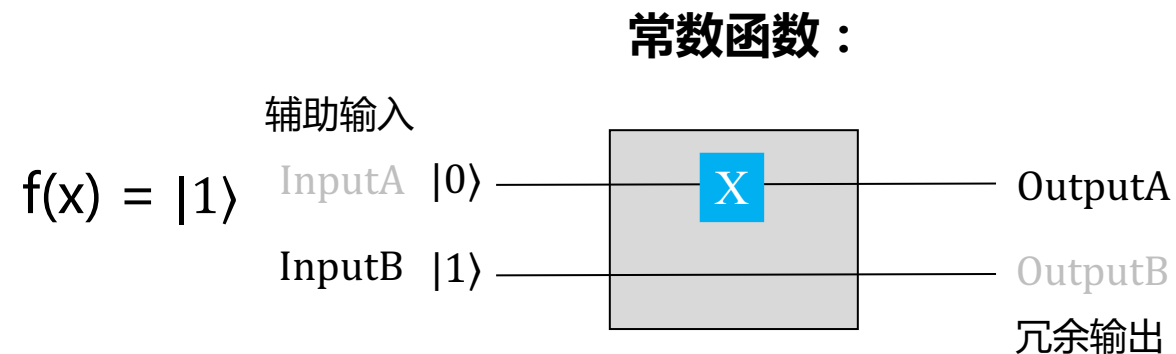 常数函数：
辅助输入
f(x) = |1⟩ InputA |0⟩ X OutputA
InputB |1⟩ OutputB
冗余输出